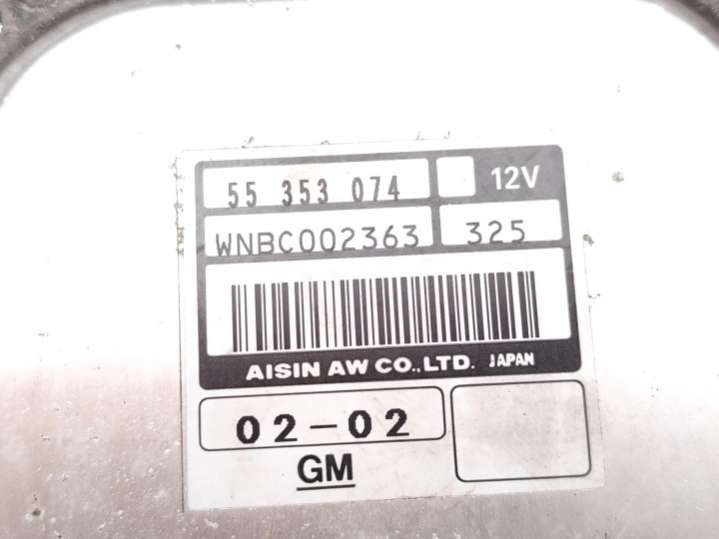 55 353 074 12V
WNBC002363 325
AISIN AW CO.,LTD. JAPAN
02-02
GM